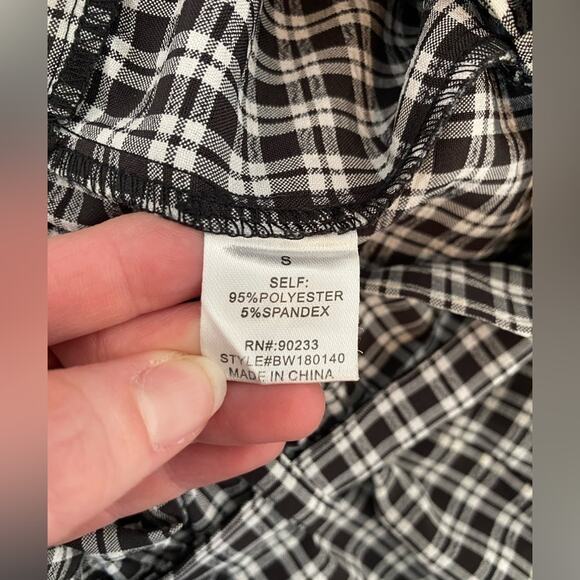 S
SELF:
95%POLYESTER
5%SPANDEX
RN#:90233
STYLE#BW180140
MADE IN CHINA